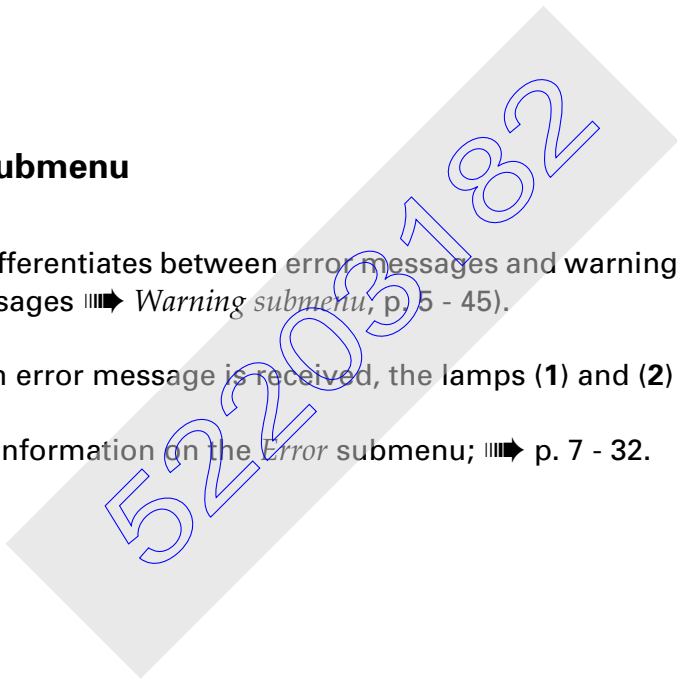 ubmenu
fferentiates between error messages and warning
sages ➠ Warning submenu, p. 5 - 45).
n error message is received, the lamps (1) and (2)
nformation on the Error submenu; ➠ p. 7 - 32.
52203182